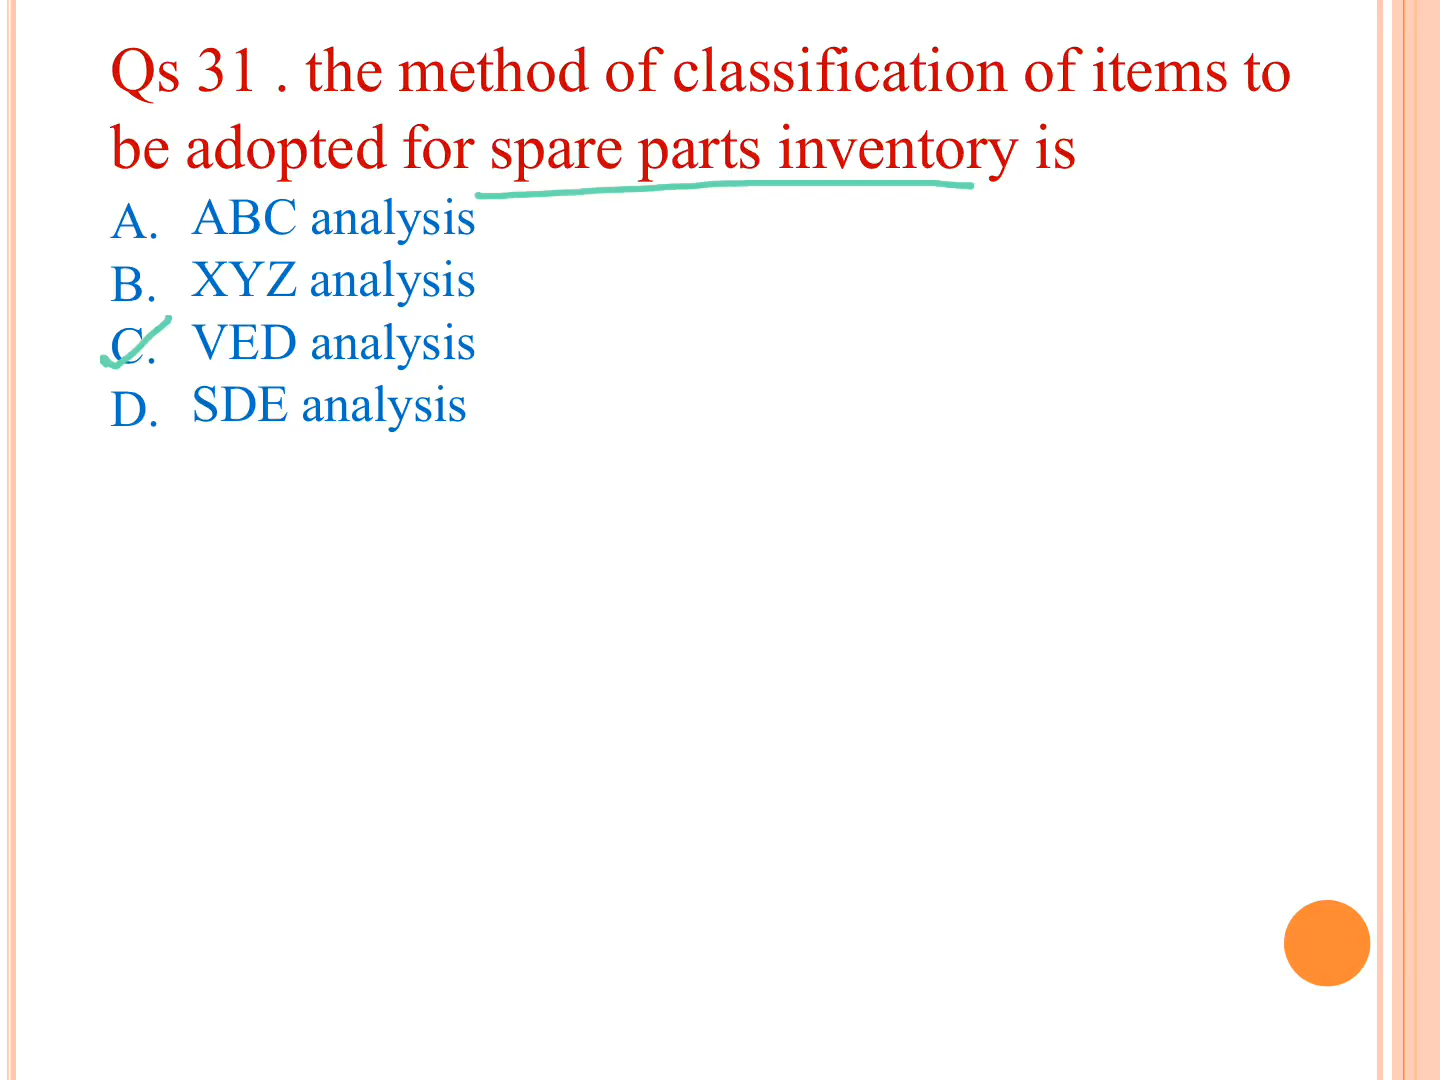 Qs 31 . the method of classification of items to
be adopted for spare parts inventory is
A. ABC analysis
B. XYZ analysis
C. VED analysis
D. SDE analysis